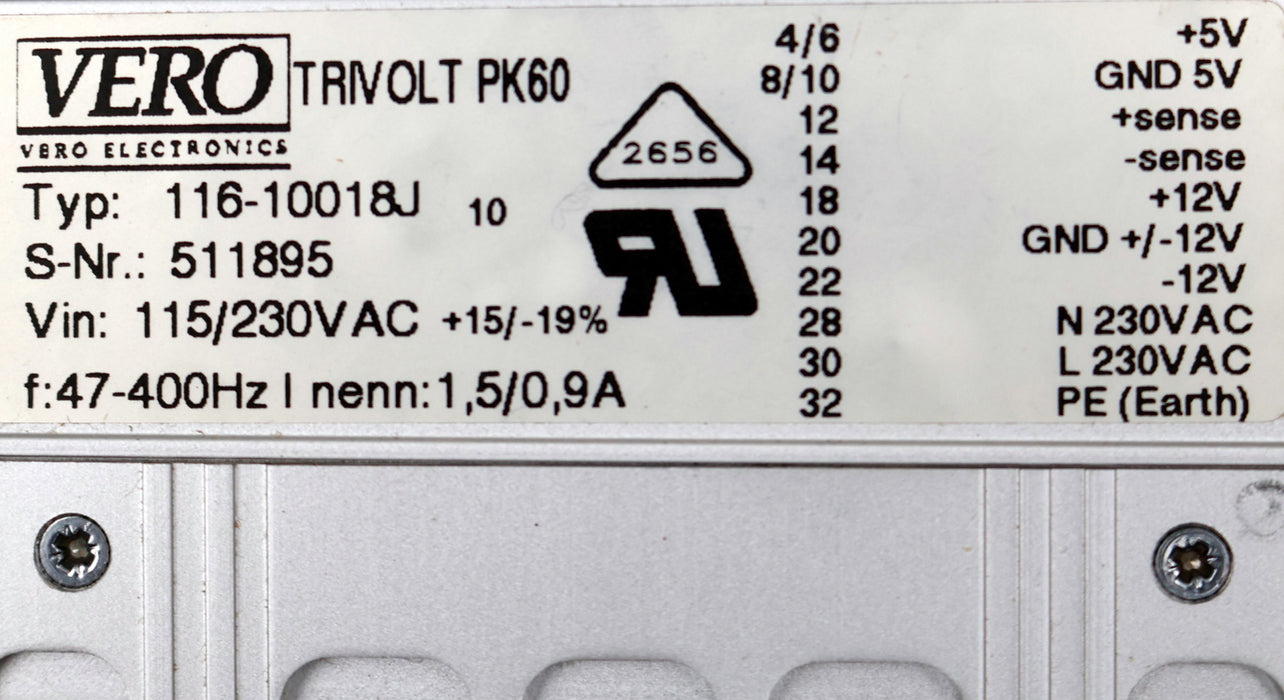 VERO TRIVOLT PK60
VERO ELECTRONICS
Typ: 116-10018J 10
S-Nr.: 511895
Vin: 115/230VAC +15/-19%
f:47-400Hz I nenn:1,5/0,9A
2656
UR
4/6 +5V
8/10 GND 5V
12 +sense
14 -sense
18 +12V
20 GND +/-12V
22 -12V
28 N 230VAC
30 L 230VAC
32 PE (Earth)